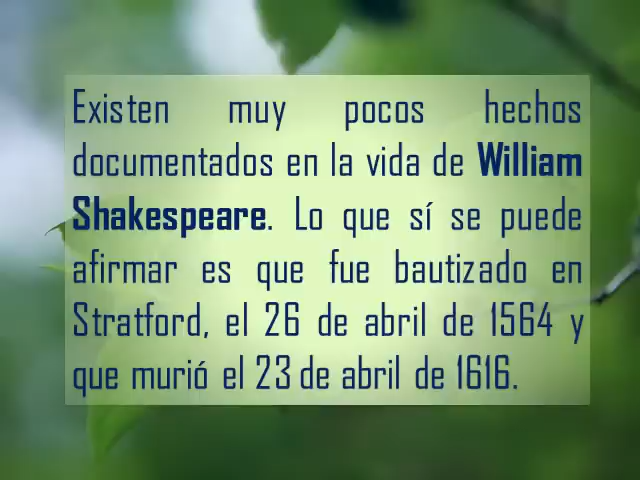 Existen muy pocos hechos
documentados en la vida de William
Shakespeare. Lo que sí se puede
afirmar es que fue bautizado en
Stratford, el 26 de abril de 1564 y
que murió el 23 de abril de 1616.